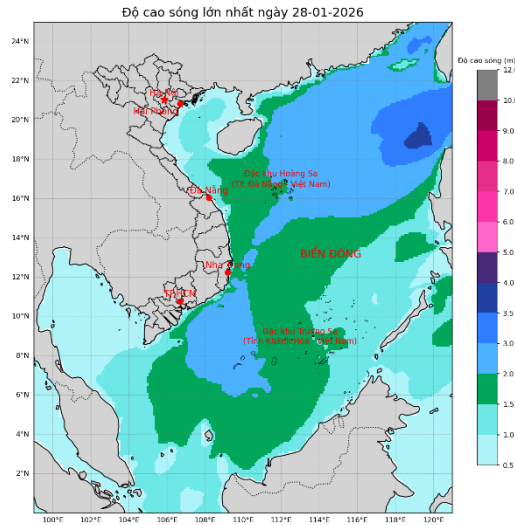 Độ cao sóng lớn nhất ngày 28-01-2026
Độ cao sóng (m)
24°N
22°N
20°N
18°N
16°N
14°N
12°N
10°N
8°N
6°N
4°N
2°N
Hà Nội
Hải Phòng
Đặc khu Hoàng Sa
(TP. Đà Nẵng - Việt Nam)
Đà Nẵng
BIỂN ĐÔNG
Nha Trang
TP.HCM
Đặc khu Trường Sa
(Tỉnh Khánh Hòa - Việt Nam)
100°E 102°E 104°E 106°E 108°E 110°E 112°E 114°E 116°E 118°E 120°E
12.0
10.0
9.0
8.0
7.0
6.0
5.0
4.0
3.0
2.0
1.5
1.0
0.5